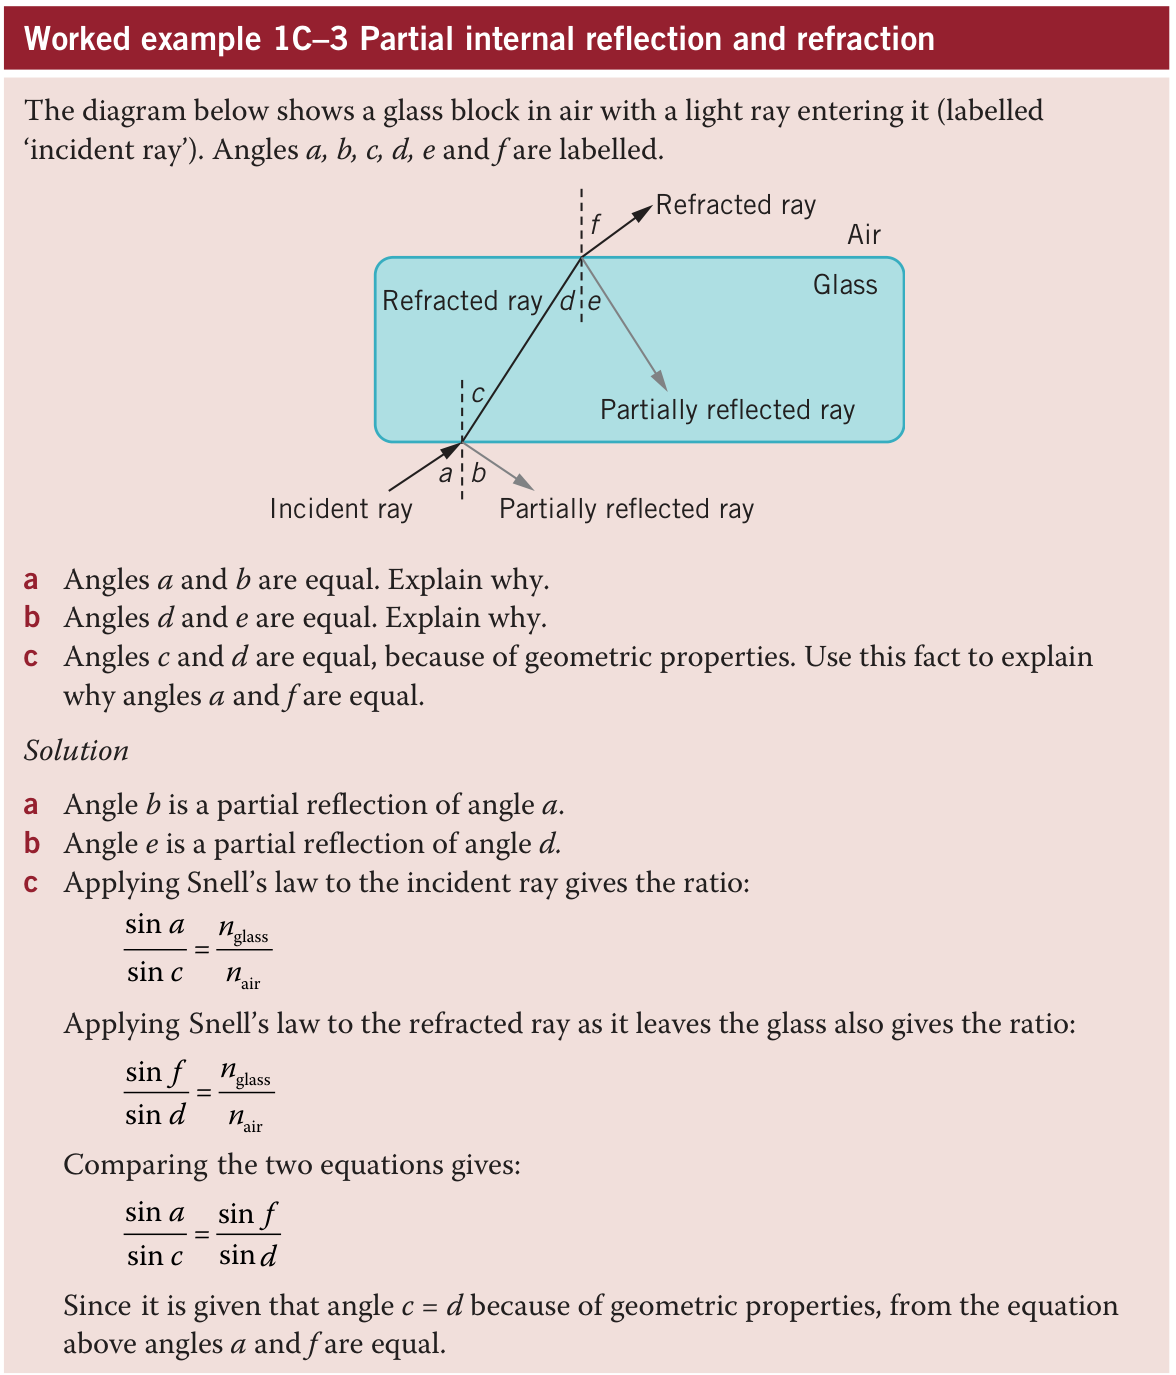 Worked example 1C–3 Partial internal reflection and refraction
The diagram below shows a glass block in air with a light ray entering it (labelled
‘incident ray’). Angles a, b, c, d, e and f are labelled.
f
Refracted ray
Air
Glass
Refracted ray
d
e
c
Partially reflected ray
a
b
Incident ray
Partially reflected ray
a Angles a and b are equal. Explain why.
b Angles d and e are equal. Explain why.
c Angles c and d are equal, because of geometric properties. Use this fact to explain
why angles a and f are equal.
Solution
a Angle b is a partial reflection of angle a.
b Angle e is a partial reflection of angle d.
c Applying Snell’s law to the incident ray gives the ratio:
sin a / sin c = n_glass / n_air
Applying Snell’s law to the refracted ray as it leaves the glass also gives the ratio:
sin f / sin d = n_glass / n_air
Comparing the two equations gives:
sin a / sin c = sin f / sin d
Since it is given that angle c = d because of geometric properties, from the equation
above angles a and f are equal.